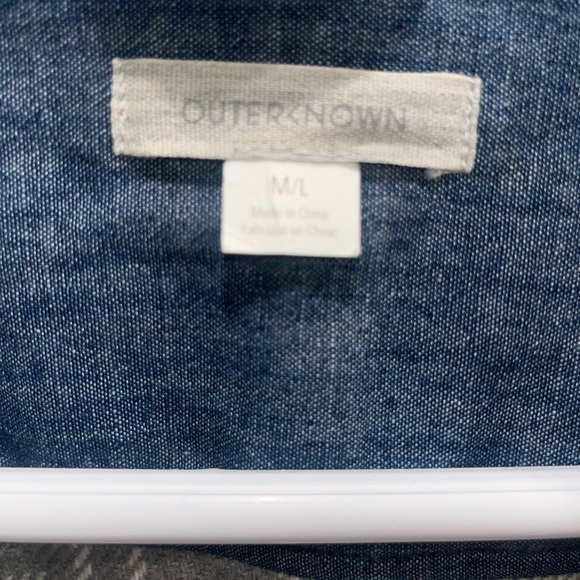 OUTERKNOWN
M/L
Made in China
Fabriqué en Chine